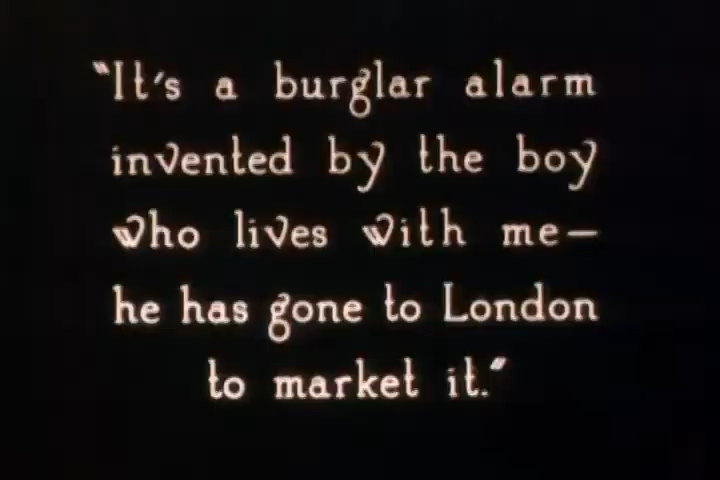 "It's a burglar alarm
invented by the boy
who lives with me—
he has gone to London
to market it."